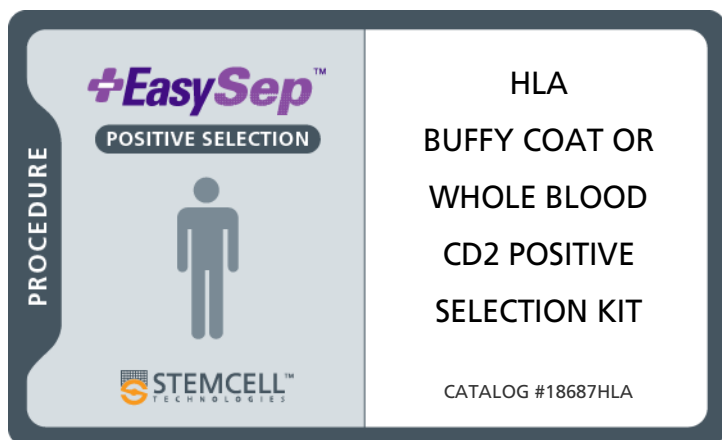 PROCEDURE
EasySep™
POSITIVE SELECTION
STEMCELL™
TECHNOLOGIES
HLA
BUFFY COAT OR
WHOLE BLOOD
CD2 POSITIVE
SELECTION KIT
CATALOG #18687HLA